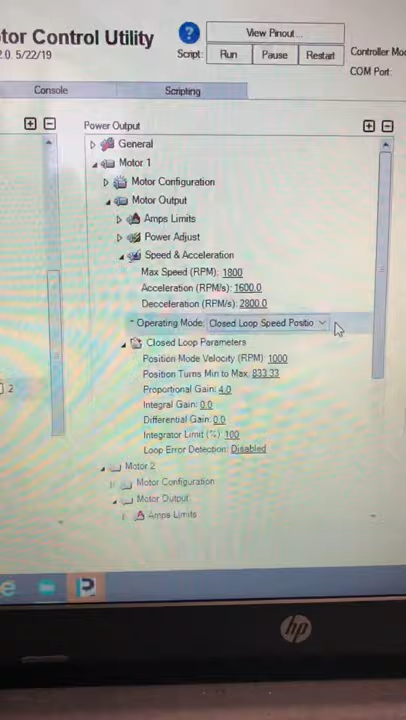 tor Control Utility
2.0. 5/22/19
?
View Pinout...
Script:
Run
Pause
Restart
Controller Mod
COM Port:
Console
Scripting
Power Output
General
Motor 1
Motor Configuration
Motor Output
Amps Limits
Power Adjust
Speed & Acceleration
Max Speed (RPM): 1800
Acceleration (RPM/s): 1600.0
Decceleration (RPM/s): 2800.0
* Operating Mode: Closed Loop Speed Positio
Closed Loop Parameters
Position Mode Velocity (RPM): 1000
Position Turns Min to Max: 833.33
Proportional Gain: 4.0
Integral Gain: 0.0
Differential Gain: 0.0
Integrator Limit (%): 100
Loop Error Detection: Disabled
2
Motor 2
Motor Configuration
Motor Output
Amps Limits
hp